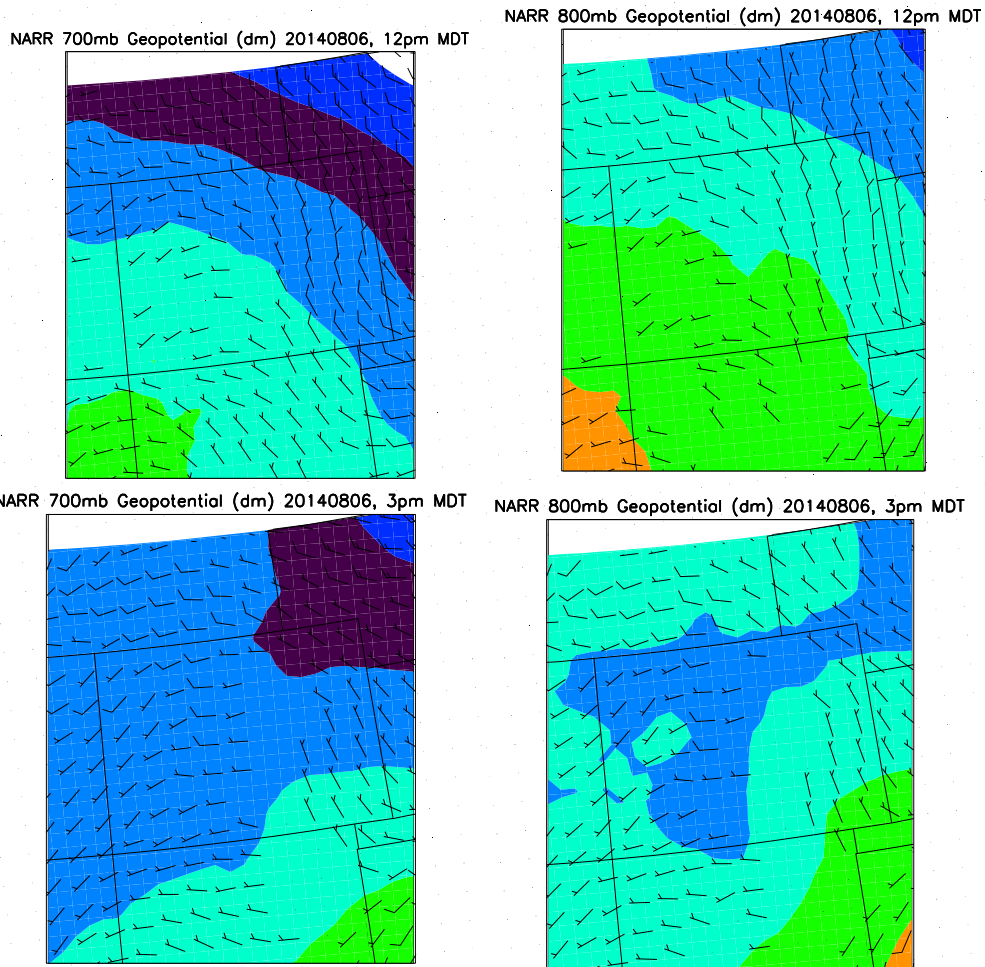 NARR 700mb Geopotential (dm) 20140806, 12pm MDT
NARR 800mb Geopotential (dm) 20140806, 12pm MDT
NARR 700mb Geopotential (dm) 20140806, 3pm MDT
NARR 800mb Geopotential (dm) 20140806, 3pm MDT